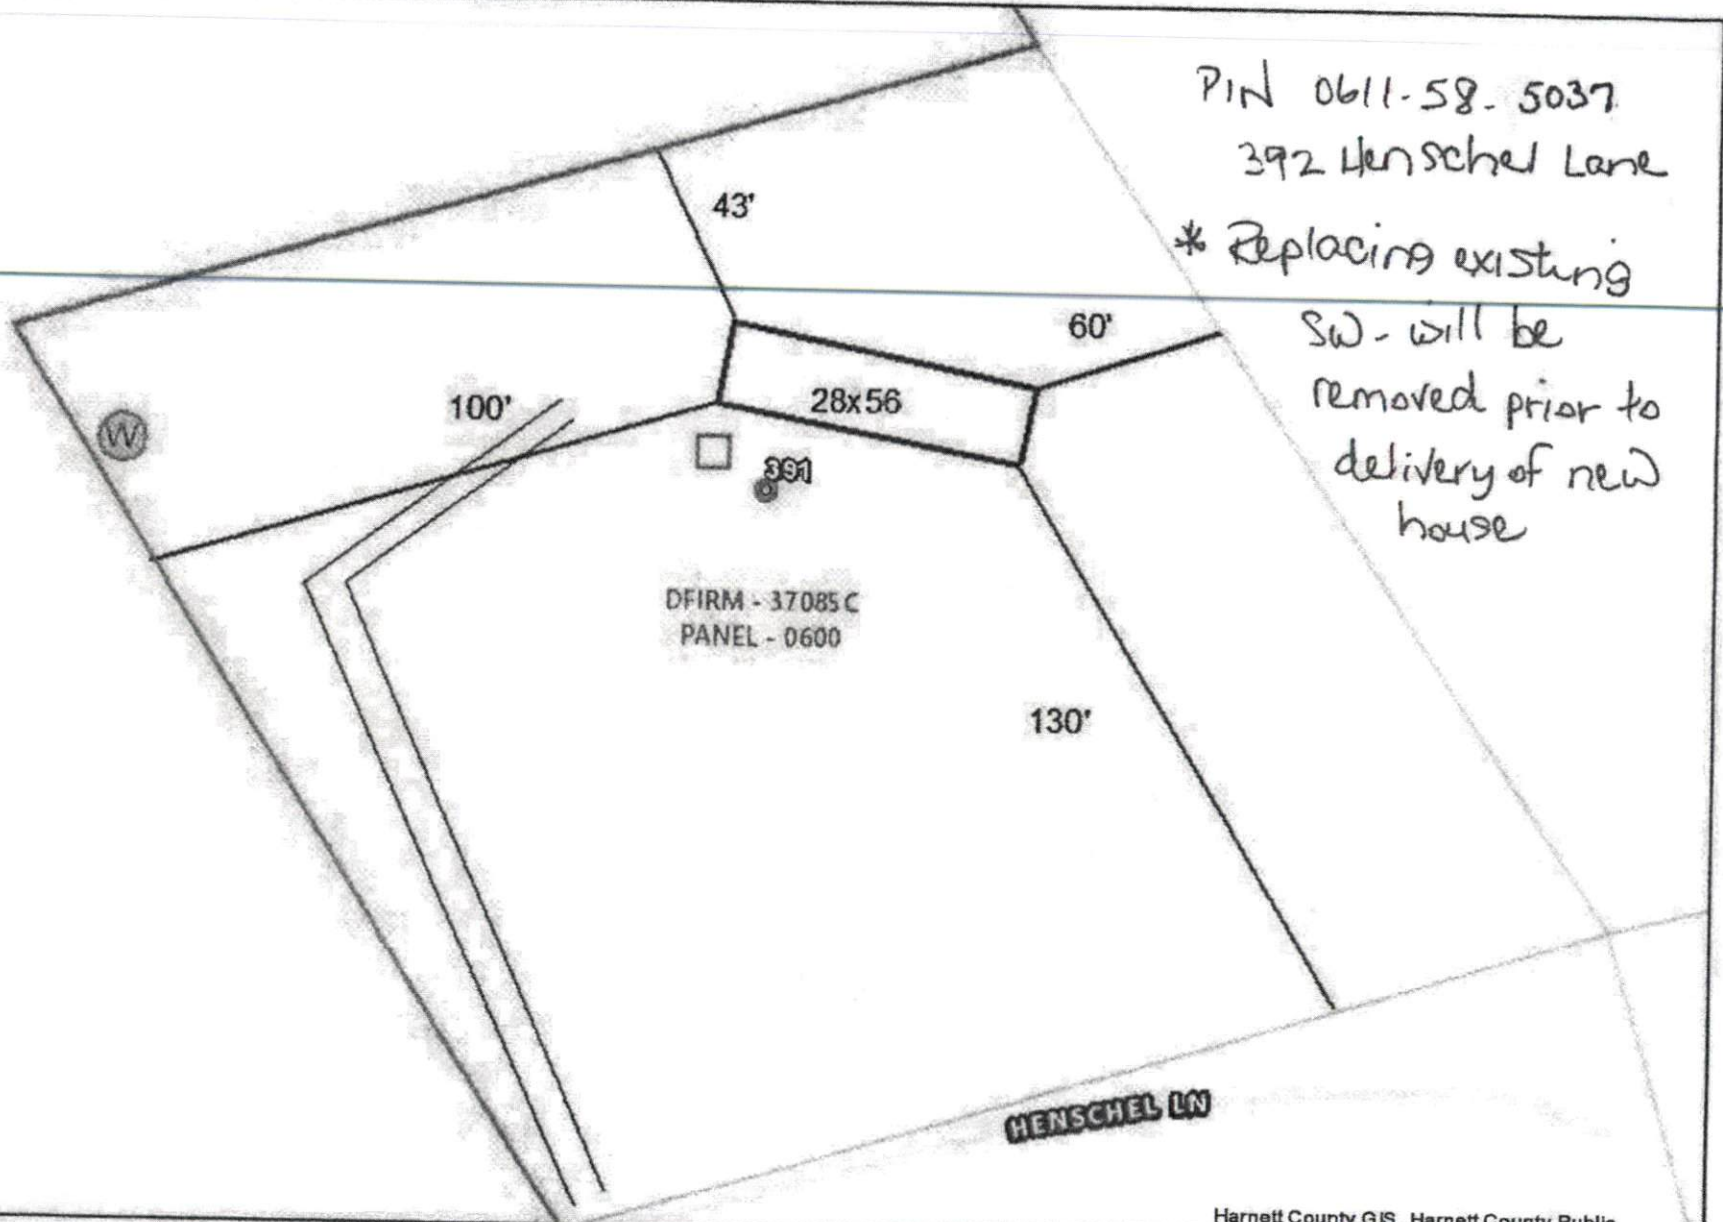 PIN 0611-58-5037
392 Henschel Lane
* Replacing existing
SW - will be
removed prior to
delivery of new
house
43'
60'
100'
28x56
W
391
DFIRM - 37085C
PANEL - 0600
130'
HENSCHEL LN
Harnett County GIS, Harnett County Public